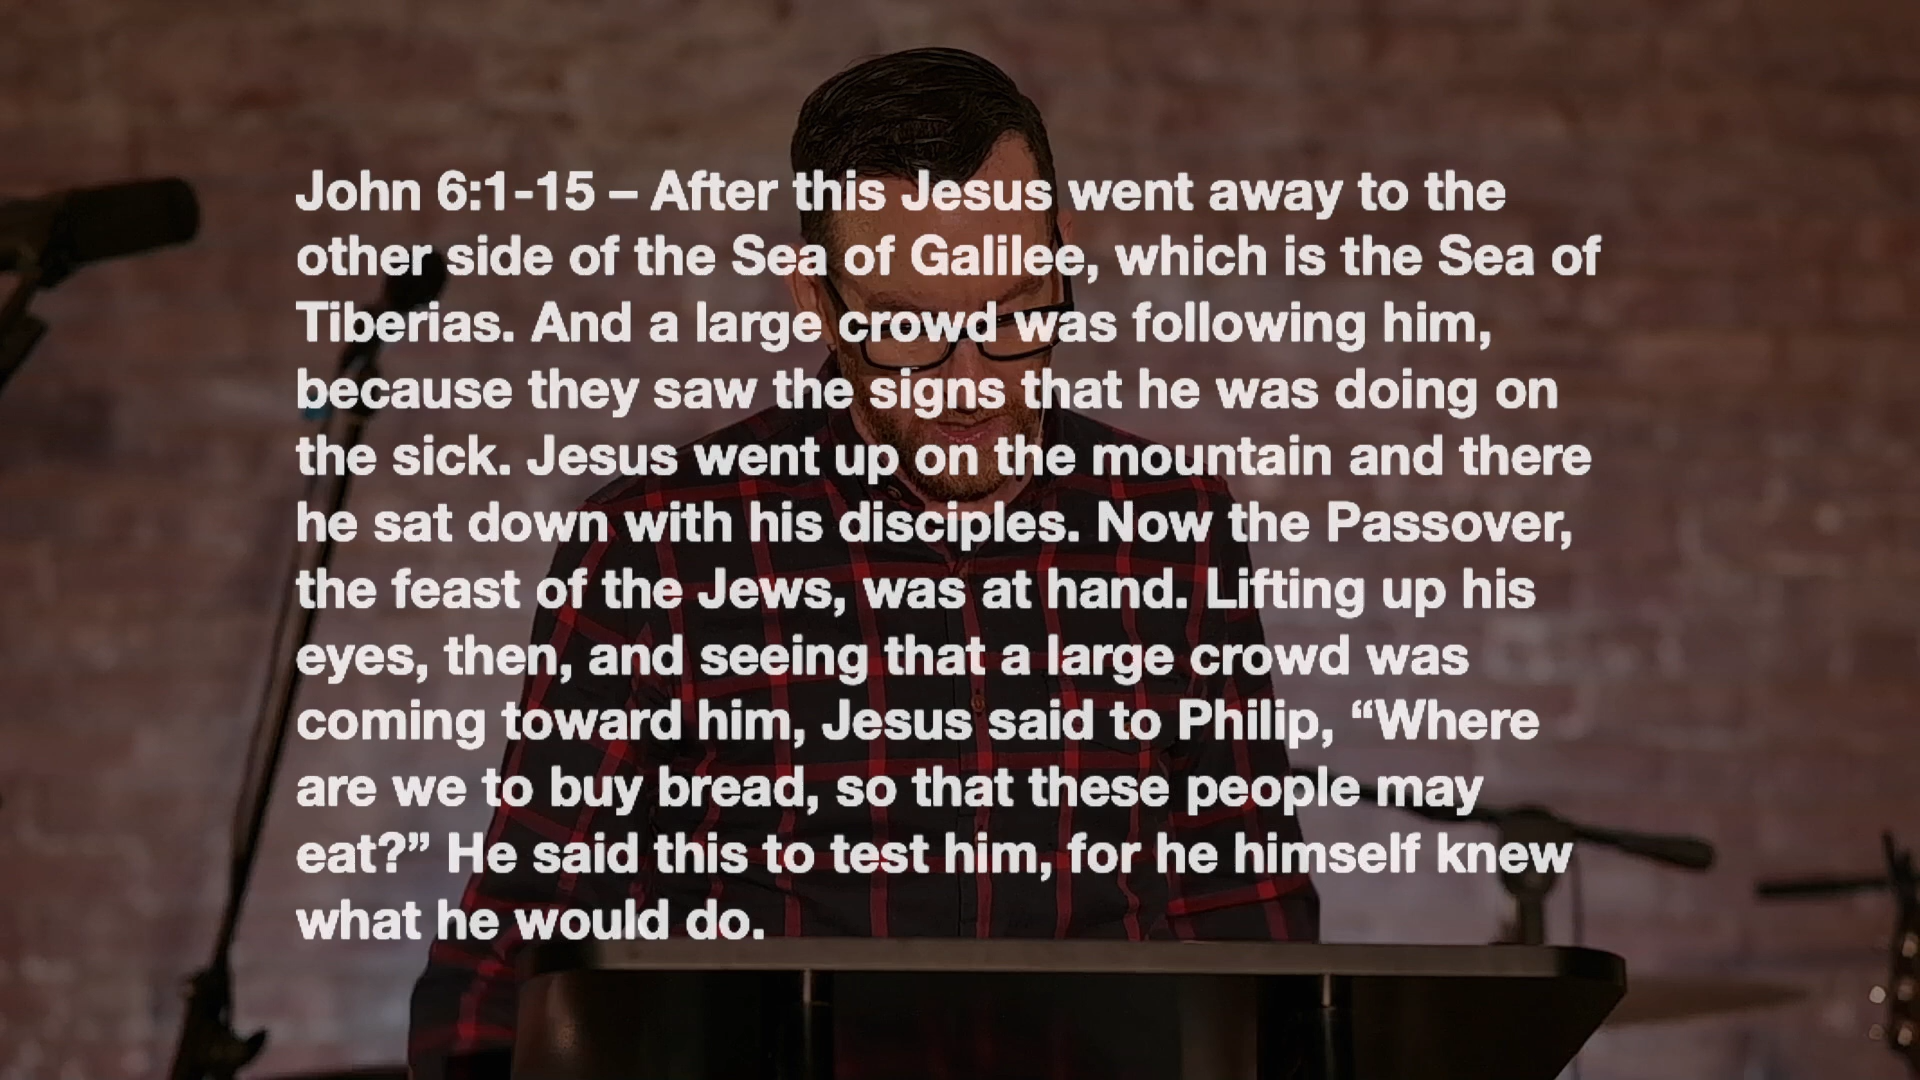 John 6:1-15 – After this Jesus went away to the
other side of the Sea of Galilee, which is the Sea of
Tiberias. And a large crowd was following him,
because they saw the signs that he was doing on
the sick. Jesus went up on the mountain and there
he sat down with his disciples. Now the Passover,
the feast of the Jews, was at hand. Lifting up his
eyes, then, and seeing that a large crowd was
coming toward him, Jesus said to Philip, “Where
are we to buy bread, so that these people may
eat?” He said this to test him, for he himself knew
what he would do.